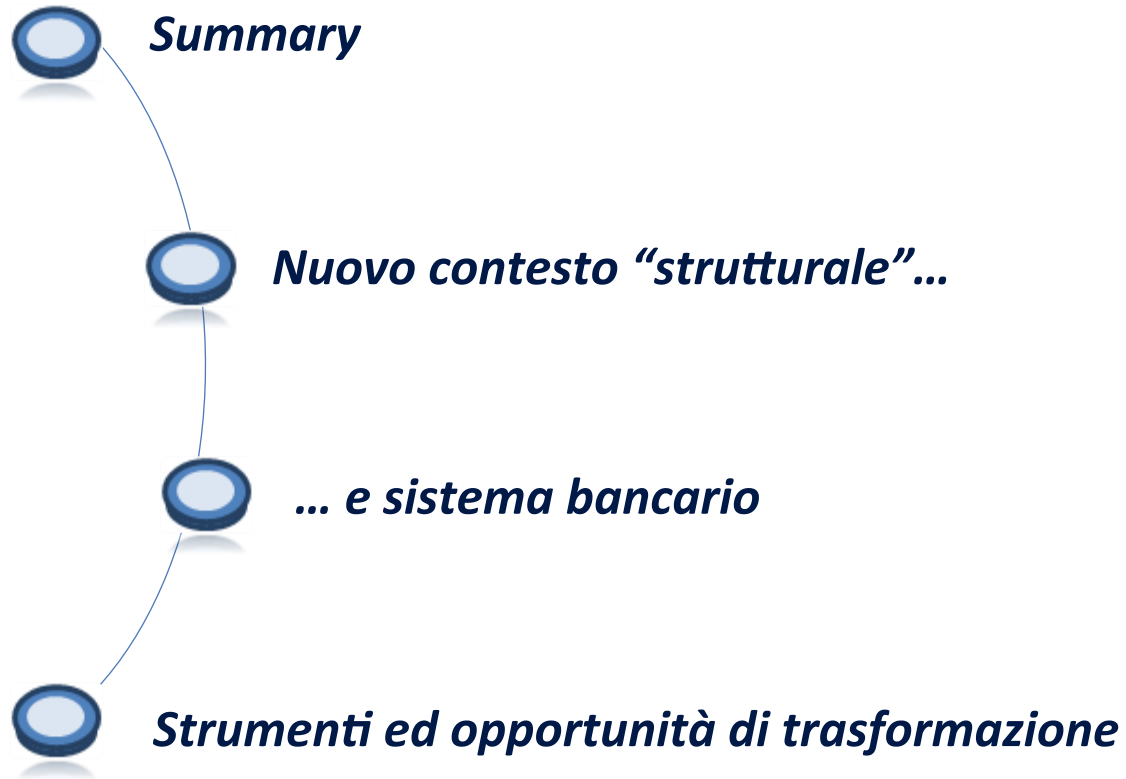 Summary
Nuovo contesto “strutturale”…
… e sistema bancario
Strumenti ed opportunità di trasformazione